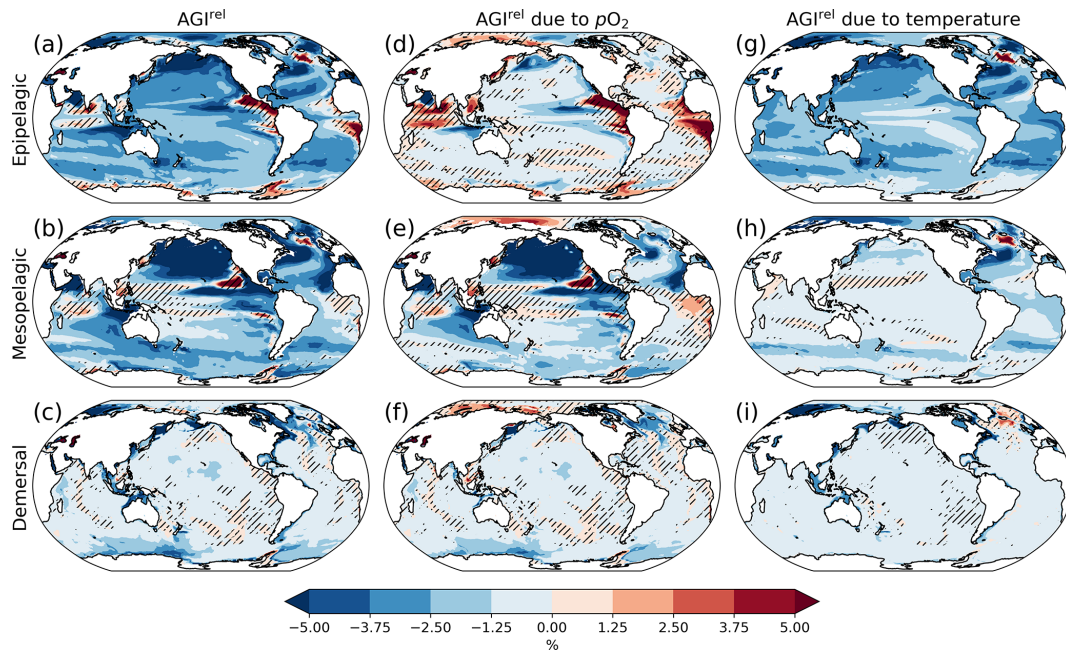 AGI^rel
AGI^rel due to pO₂
AGI^rel due to temperature
Epipelagic
(a)
(d)
(g)
Mesopelagic
(b)
(e)
(h)
Demersal
(c)
(f)
(i)
−5.00 −3.75 −2.50 −1.25 0.00 1.25 2.50 3.75 5.00
%